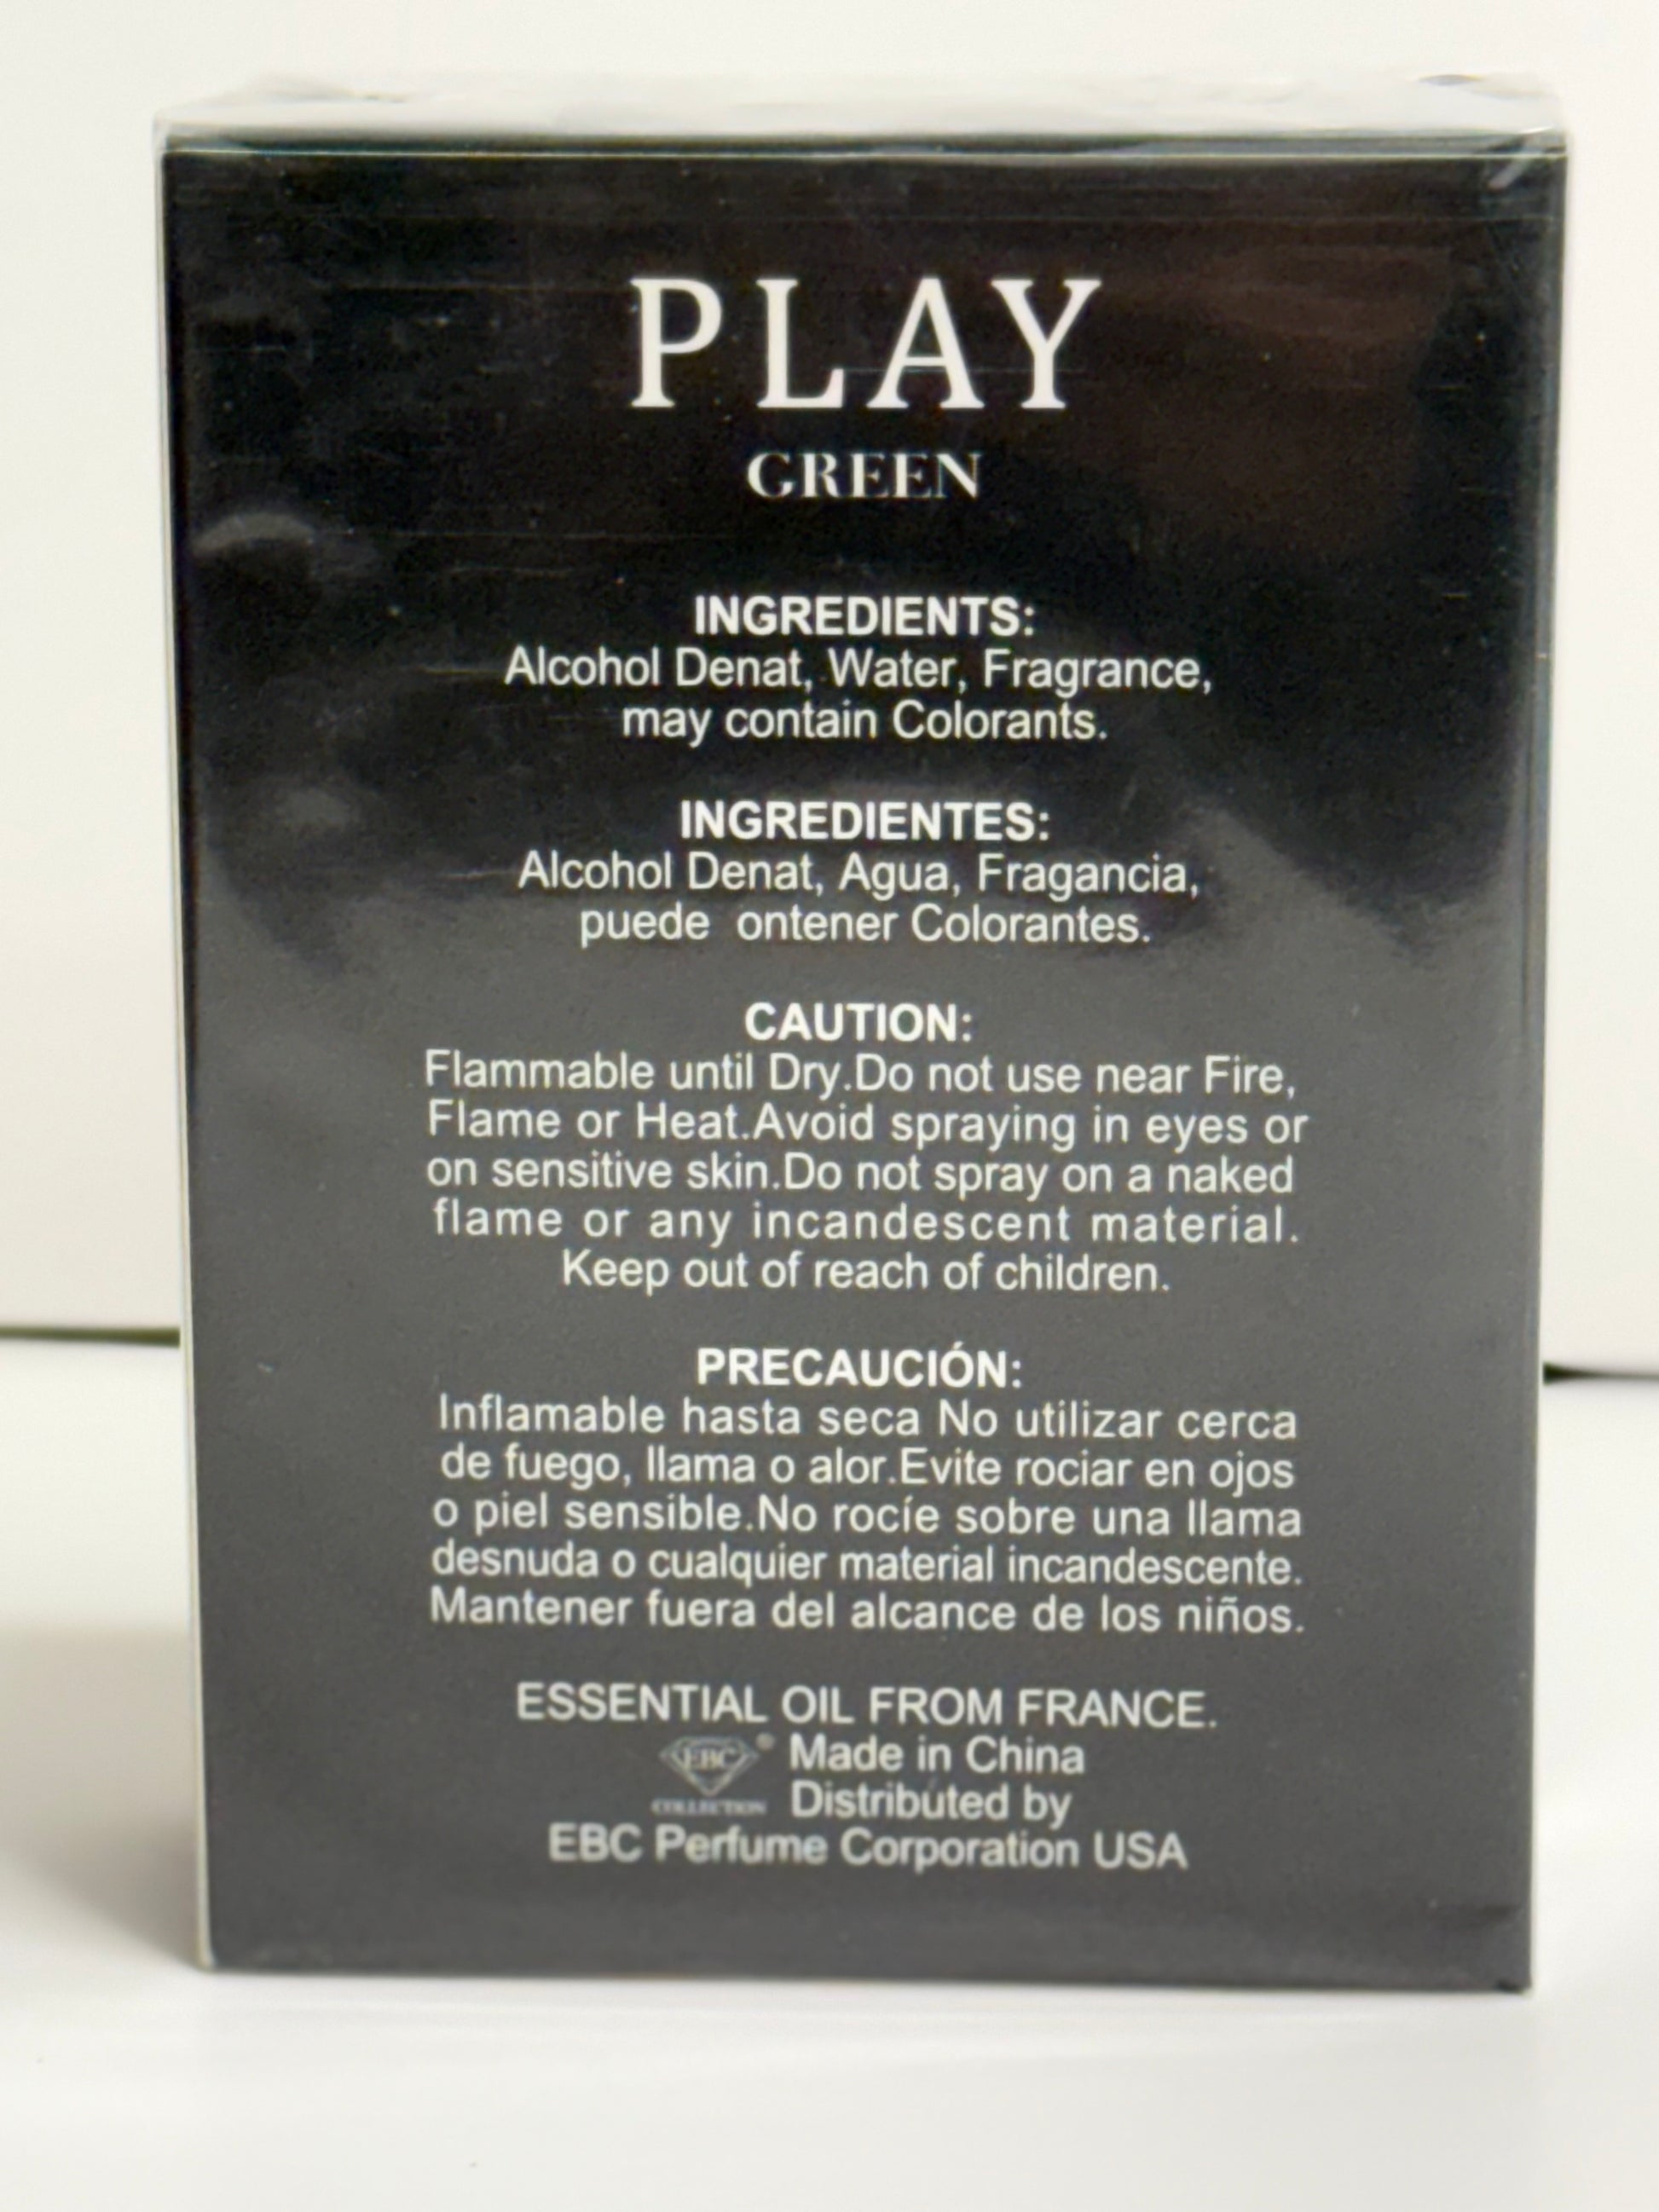 PLAY
GREEN
INGREDIENTS:
Alcohol Denat, Water, Fragrance,
may contain Colorants.
INGREDIENTES:
Alcohol Denat, Agua, Fragancia,
puede ontener Colorantes.
CAUTION:
Flammable until Dry.Do not use near Fire,
Flame or Heat.Avoid spraying in eyes or
on sensitive skin.Do not spray on a naked
flame or any incandescent material.
Keep out of reach of children.
PRECAUCIÓN:
Inflamable hasta seca No utilizar cerca
de fuego, llama o alor.Evite rociar en ojos
o piel sensible.No rocíe sobre una llama
desnuda o cualquier material incandescente.
Mantener fuera del alcance de los niños.
ESSENTIAL OIL FROM FRANCE.
EBC® Made in China
COLLECTION Distributed by
EBC Perfume Corporation USA